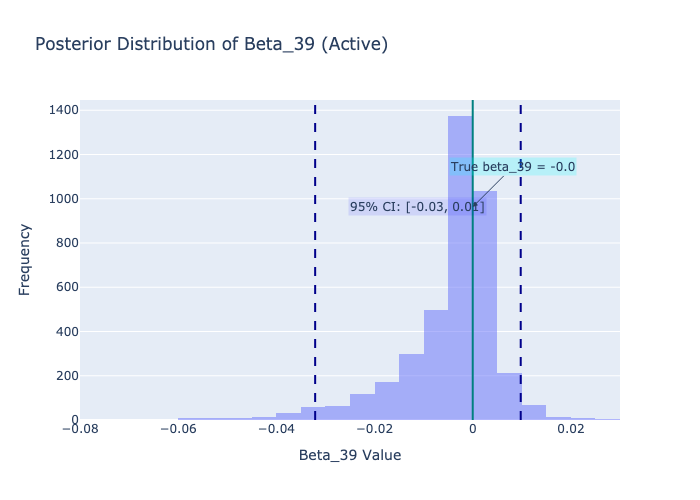 Posterior Distribution of Beta_39 (Active)
1400
1200
True beta_39 = -0.0
1000
95% CI: [-0.03, 0.01]
800
600
400
200
0
Frequency
−0.08
−0.06
−0.04
−0.02
0
0.02
Beta_39 Value